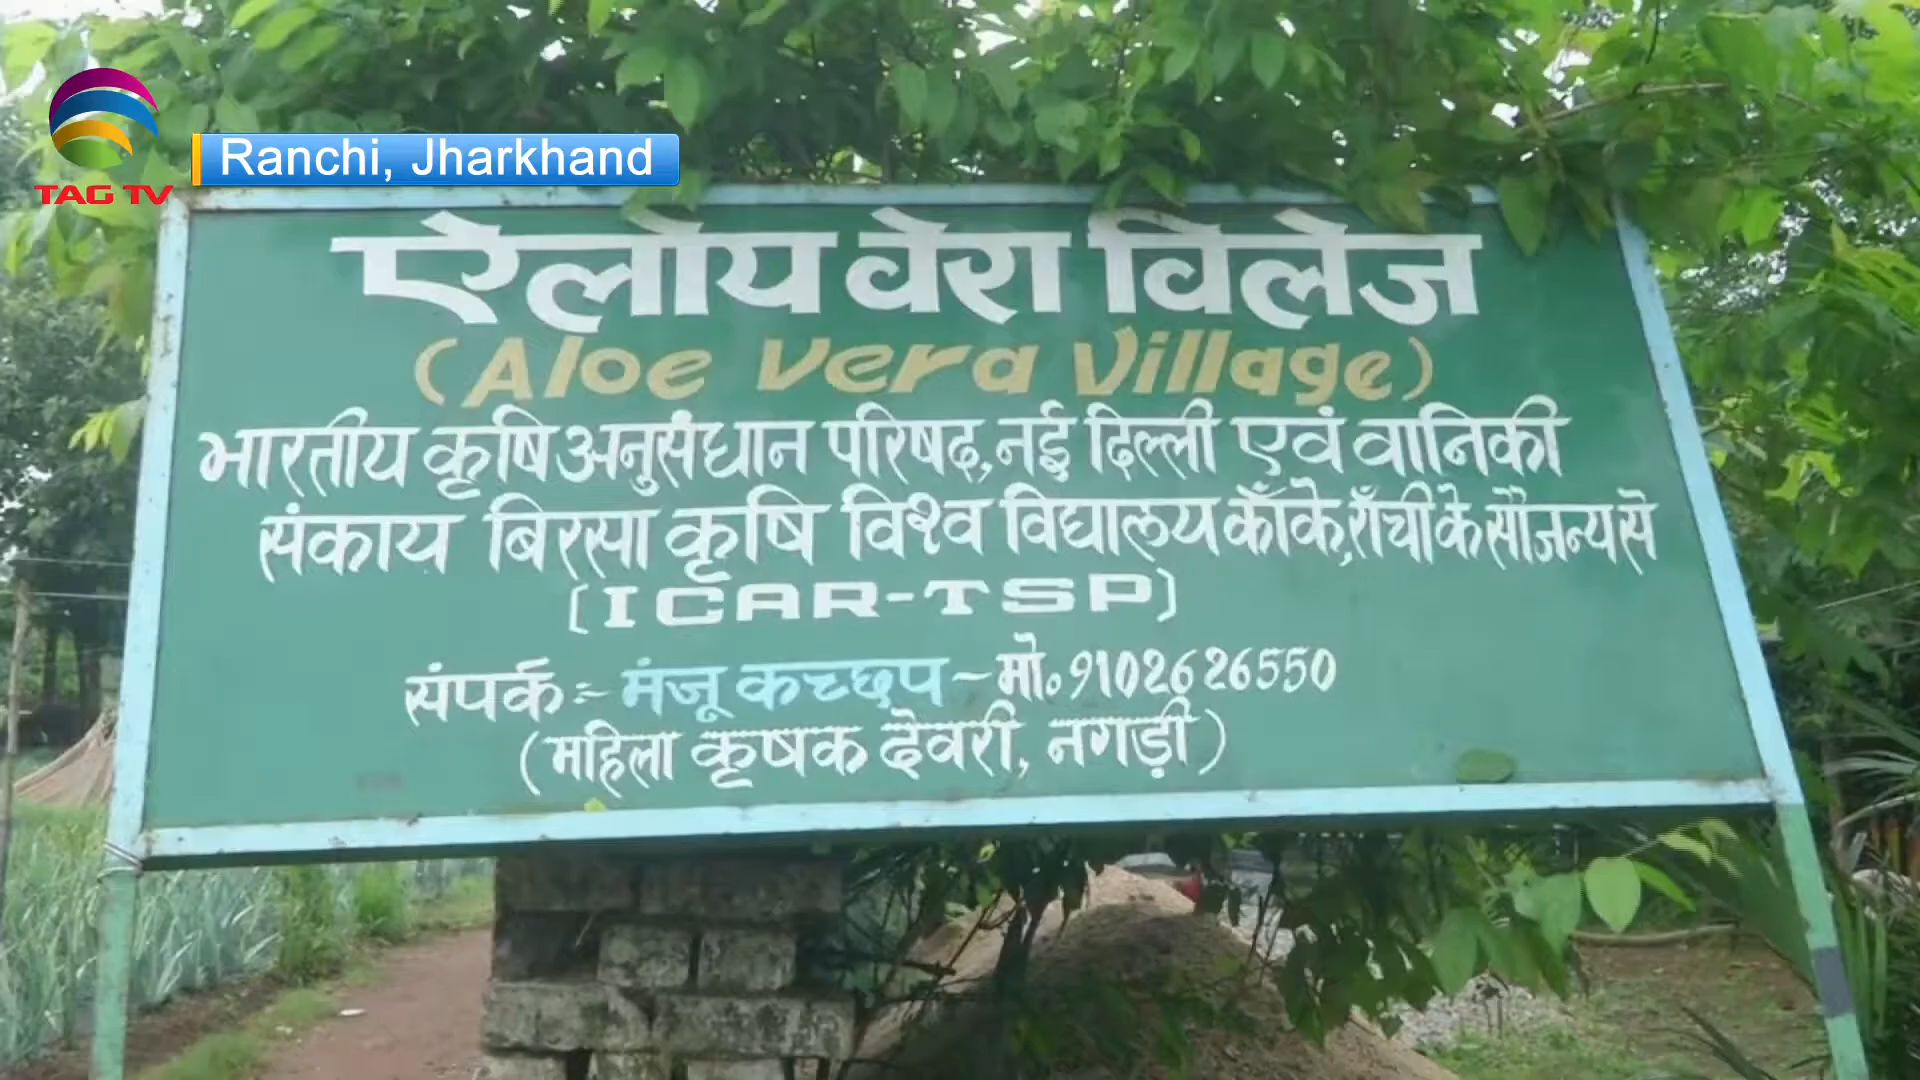 TAG TV
Ranchi, Jharkhand
ऐलोय वेरा विलेज
(Aloe Vera Village)
भारतीय कृषि अनुसंधान परिषद, नई दिल्ली एवं वानिकी
संकाय बिरसा कृषि विश्व विद्यालय काँके, राँची के सौजन्य से
(ICAR-TSP)
संपर्क :- मंजू कच्छप - मो० 9102626550
(महिला कृषक देवरी, नगड़ी)